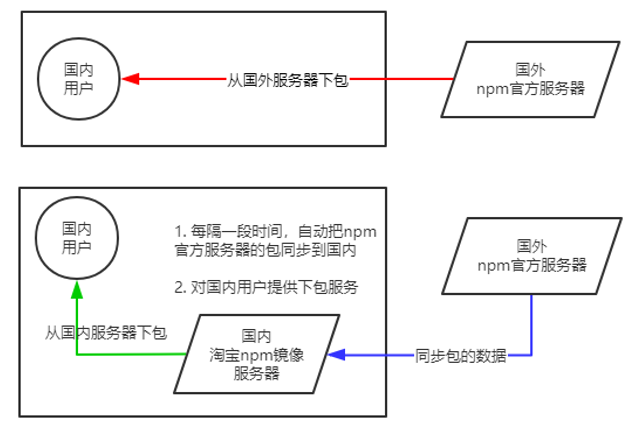 国内
用户
从国外服务器下包
国外
npm官方服务器
国内
用户
1. 每隔一段时间，自动把npm
官方服务器的包同步到国内
2. 对国内用户提供下包服务
国外
npm官方服务器
从国内服务器下包
国内
淘宝npm镜像
服务器
同步包的数据